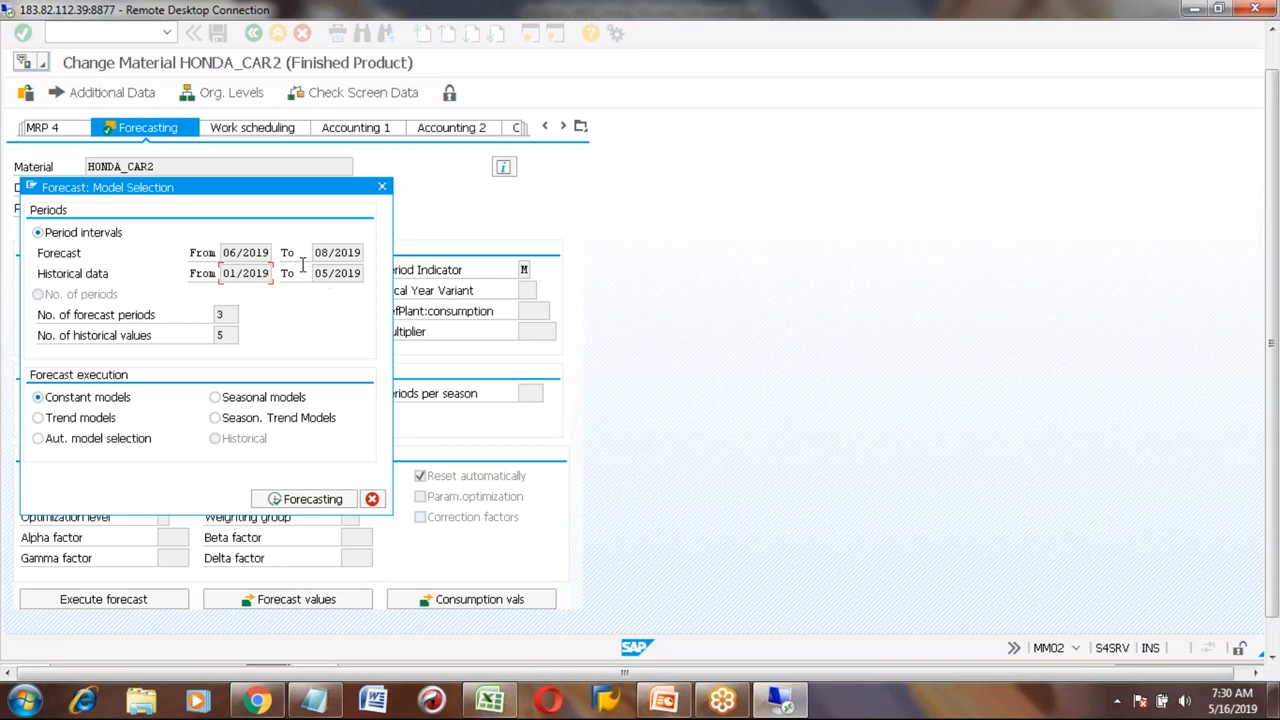 183.82.112.39:8877 - Remote Desktop Connection
Change Material HONDA_CAR2 (Finished Product)
Additional Data
Org. Levels
Check Screen Data
MRP 4
Forecasting
Work scheduling
Accounting 1
Accounting 2
C
Material
HONDA_CAR2
Forecast: Model Selection
Periods
Period intervals
Forecast From 06/2019 To 08/2019
Historical data From 01/2019 To 05/2019
No. of periods
No. of forecast periods 3
No. of historical values 5
Forecast execution
Constant models
Seasonal models
Trend models
Season. Trend Models
Aut. model selection
Historical
Forecasting
eriod Indicator M
cal Year Variant
efPlant:consumption
ultiplier
eriods per season
Reset automatically
Param.optimization
Correction factors
Optimization level
Weighting group
Alpha factor
Beta factor
Gamma factor
Delta factor
Execute forecast
Forecast values
Consumption vals
SAP
MM02
S4SRV
INS
7:30 AM
5/16/2019